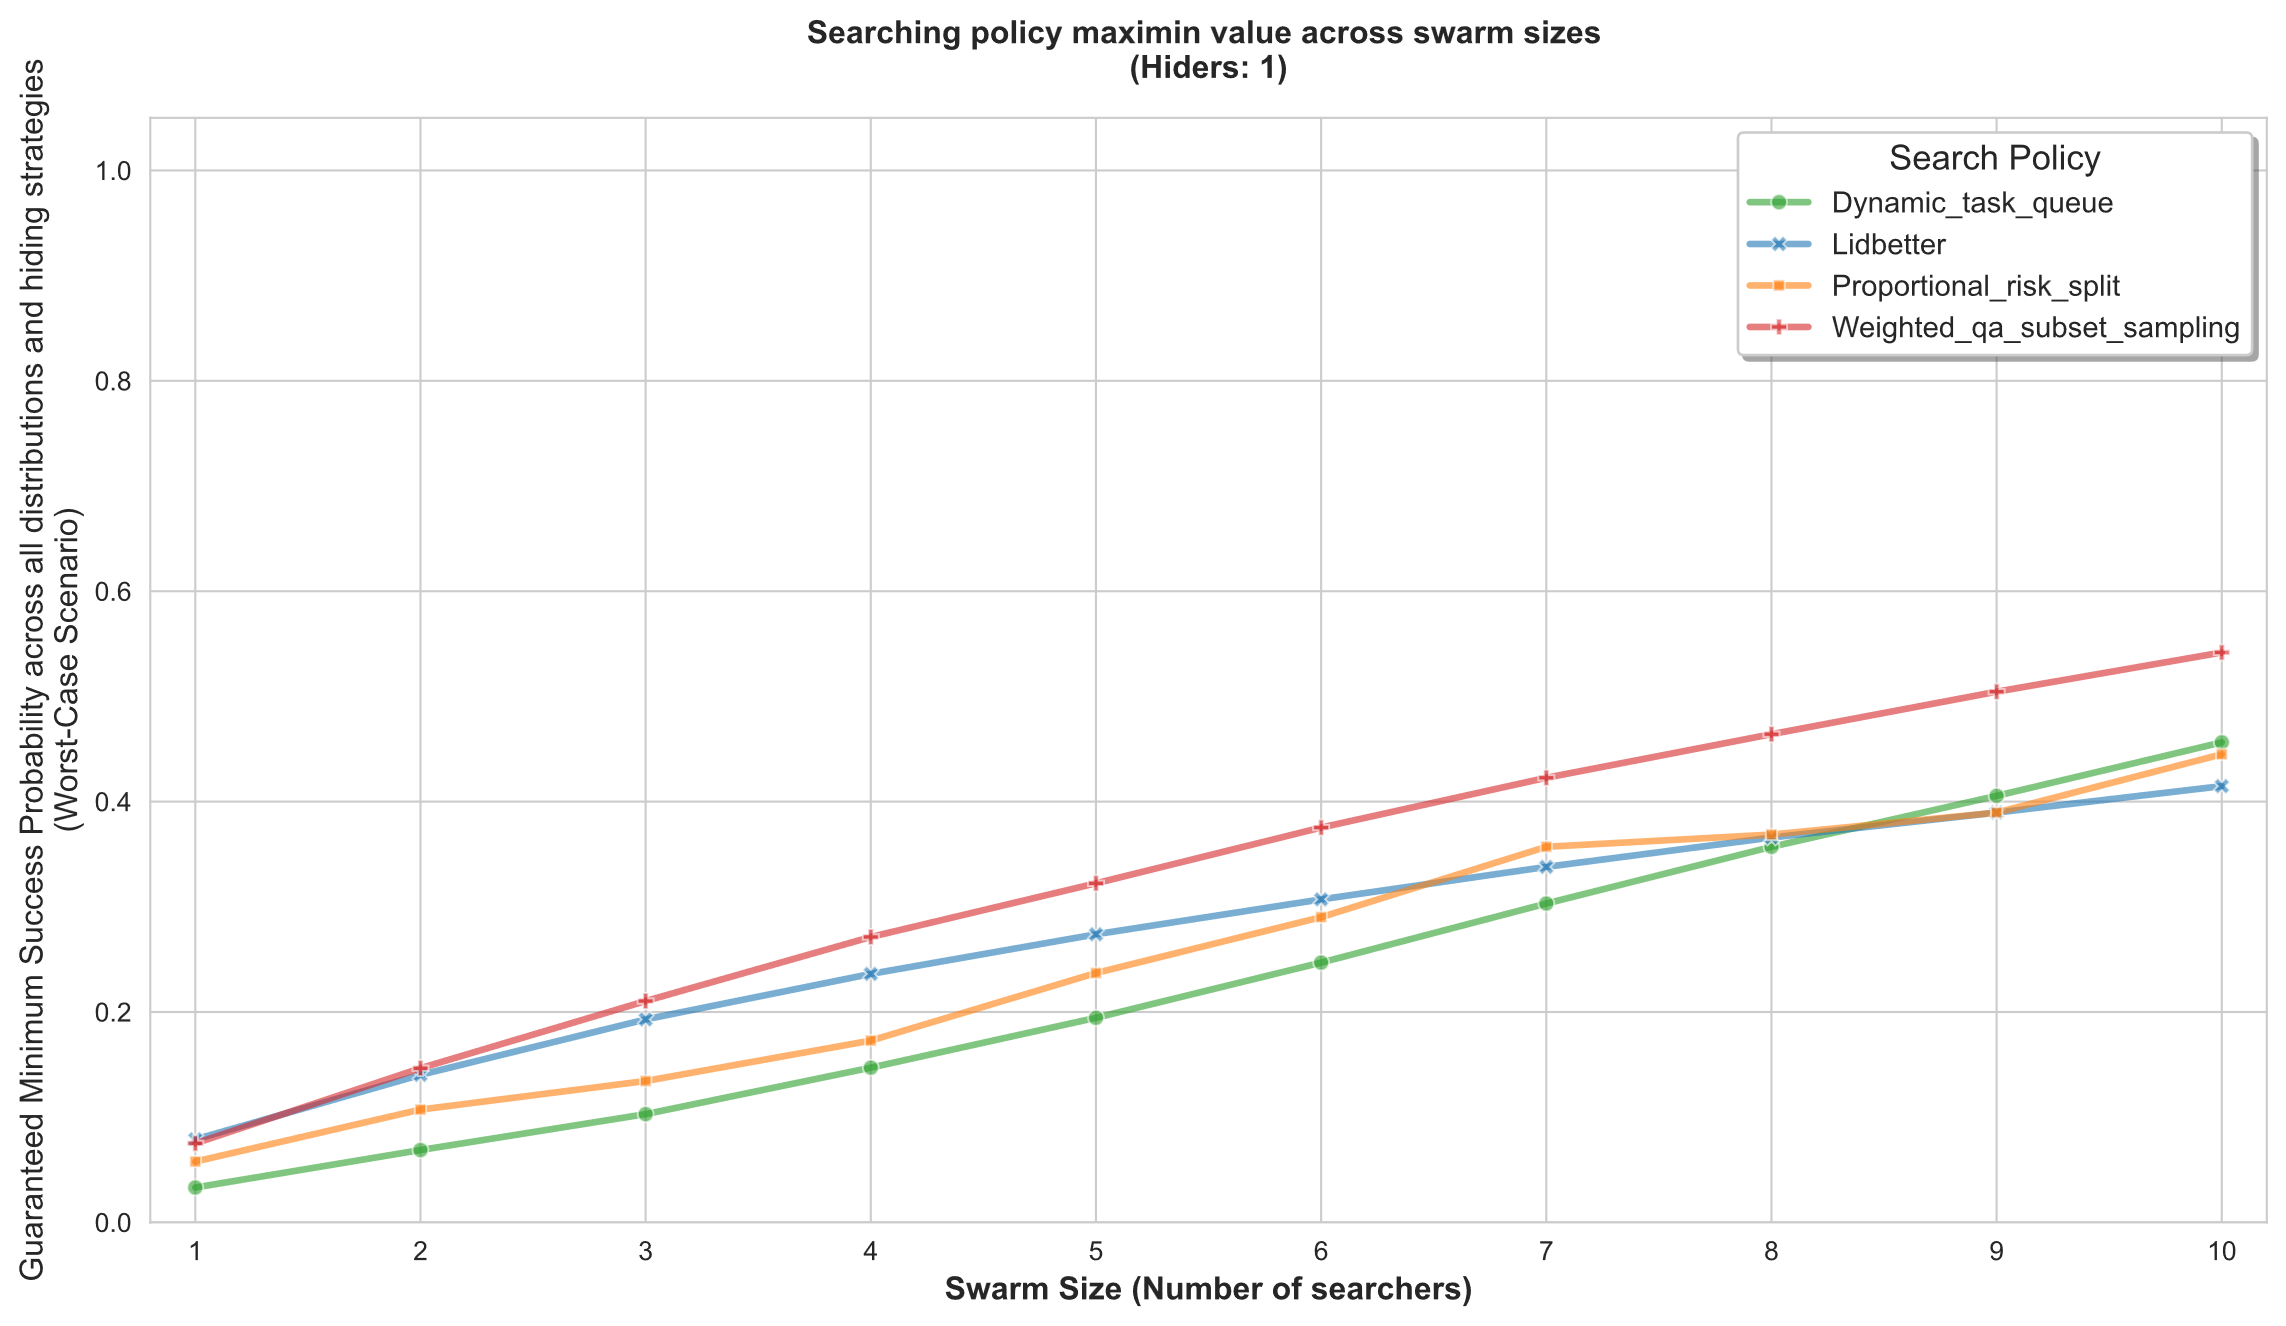 Searching policy maximin value across swarm sizes
(Hiders: 1)
Guaranteed Minimum Success Probability across all distributions and hiding strategies
(Worst-Case Scenario)
1.0
0.8
0.6
0.4
0.2
0.0
Search Policy
Dynamic_task_queue
Lidbetter
Proportional_risk_split
Weighted_qa_subset_sampling
1 2 3 4 5 6 7 8 9 10
Swarm Size (Number of searchers)